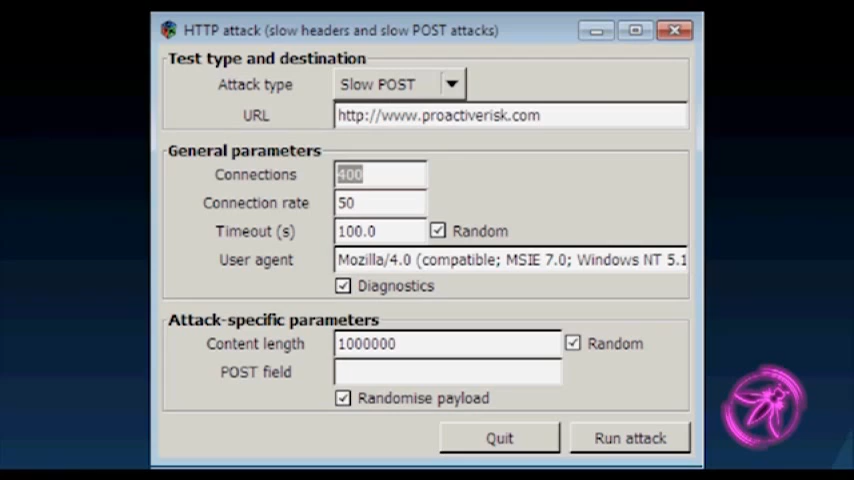 HTTP attack (slow headers and slow POST attacks)
Test type and destination
Attack type Slow POST
URL http://www.proactiverisk.com
General parameters
Connections 400
Connection rate 50
Timeout (s) 100.0 Random
User agent Mozilla/4.0 (compatible; MSIE 7.0; Windows NT 5.1
Diagnostics
Attack-specific parameters
Content length 1000000 Random
POST field
Randomise payload
Quit Run attack